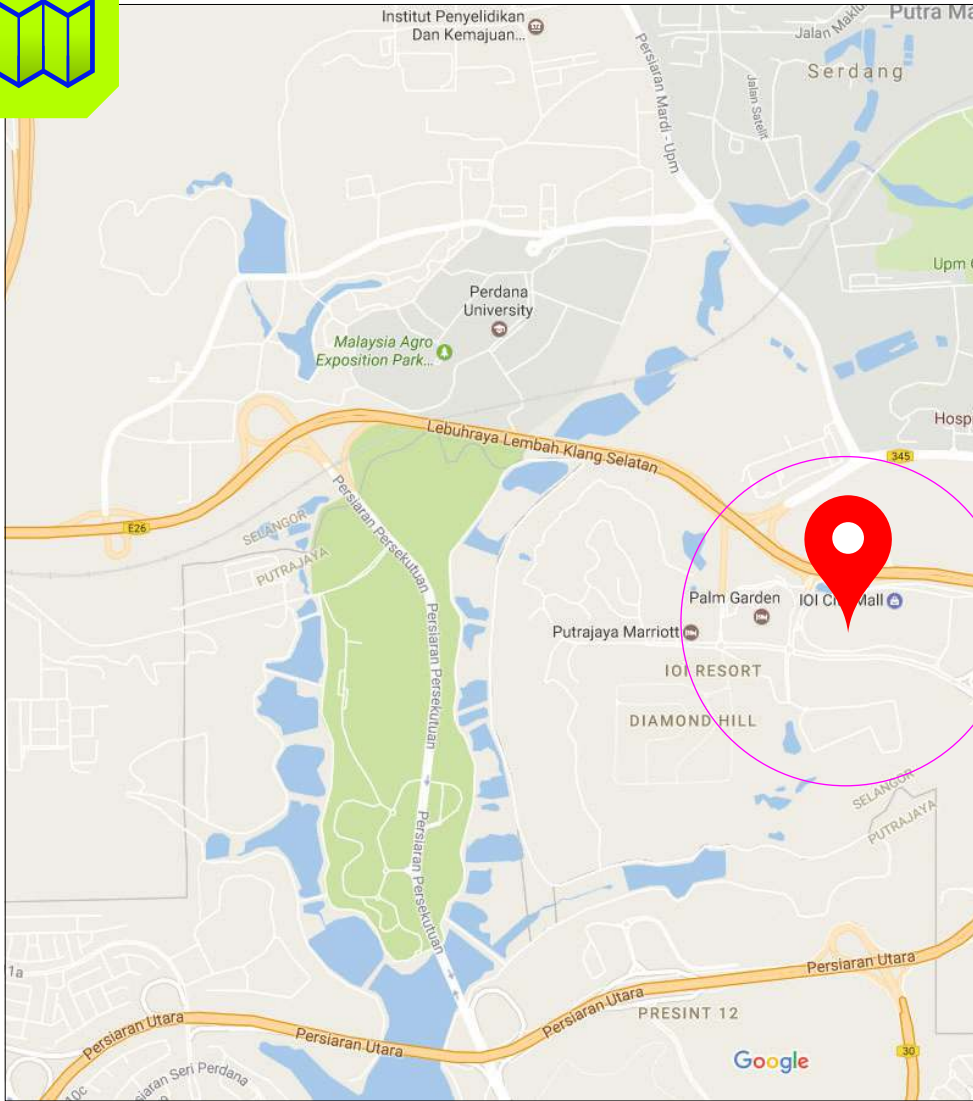 Institut Penyelidikan
Dan Kemajuan...
Putra Ma
Jalan Maklu
Serdang
Persiaran Mardi - Upm
Jalan Satelit
Upm
Perdana
University
Malaysia Agro
Exposition Park...
Lebuhraya Lembah Klang Selatan
Hosp
345
E26
SELANGOR
PUTRAJAYA
Persiaran Persekutuan
Persiaran Persekutuan
Persiaran Persekutuan
Palm Garden
IOI Mall
Putrajaya Marriott
IOI RESORT
DIAMOND HILL
SELANGOR
PUTRAJAYA
1a
Persiaran Utara
Persiaran Utara
Persiaran Utara
Persiaran Utara
PRESINT 12
Google
30
10c
siaran Seri Perdana